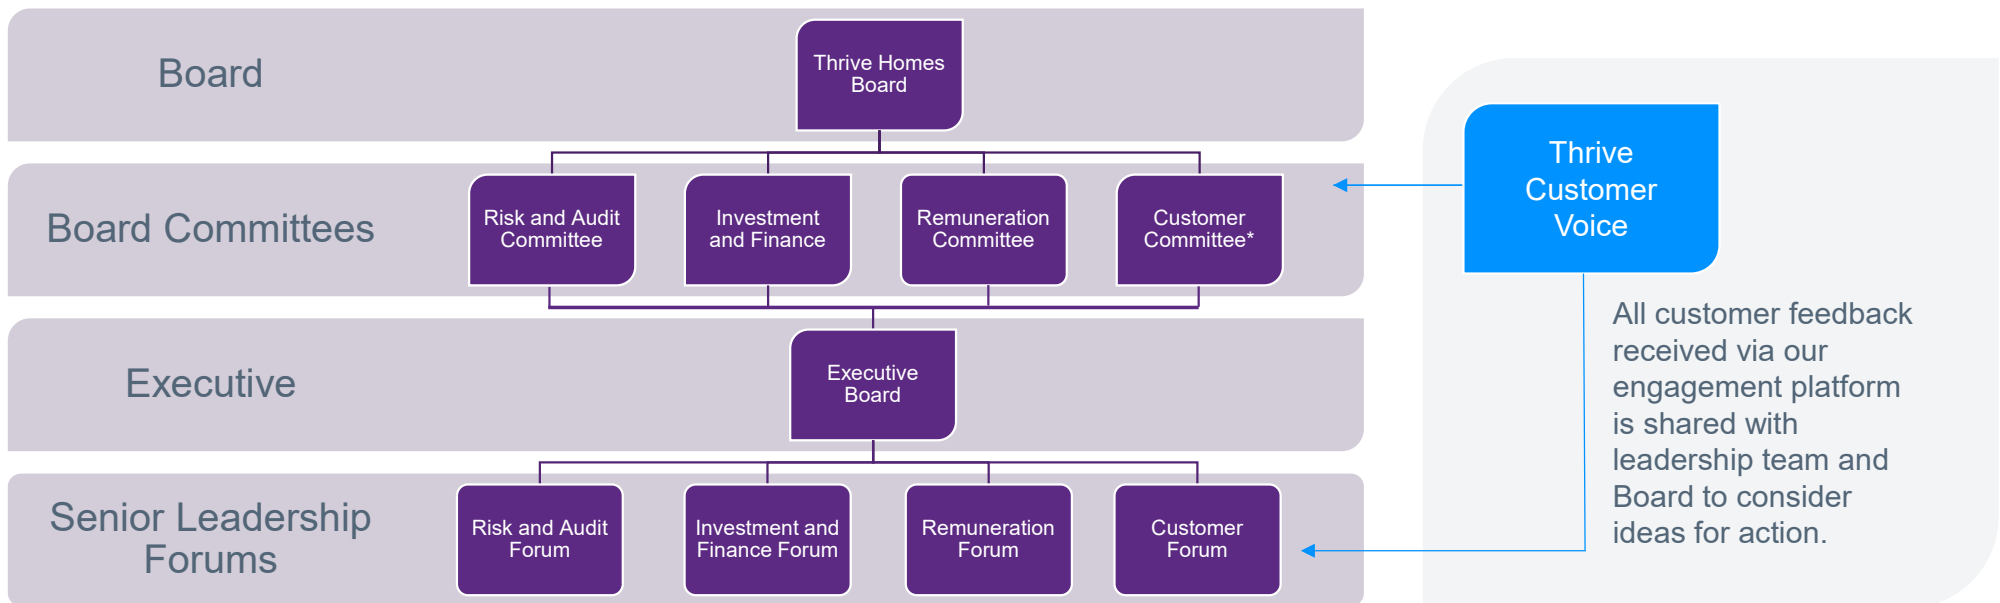 Board
Thrive Homes
Board
Board Committees
Risk and Audit
Committee
Investment
and Finance
Remuneration
Committee
Customer
Committee*
Executive
Executive
Board
Senior Leadership
Forums
Risk and Audit
Forum
Investment and
Finance Forum
Remuneration
Forum
Customer
Forum
Thrive
Customer
Voice
All customer feedback
received via our
engagement platform
is shared with
leadership team and
Board to consider
ideas for action.